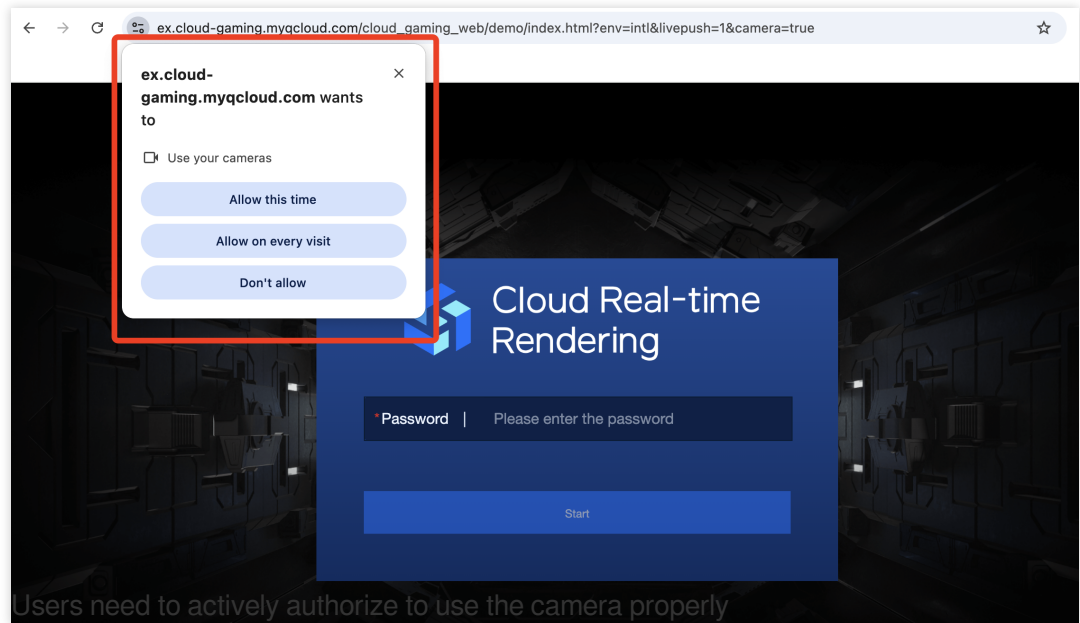 ex.cloud-gaming.myqcloud.com/cloud_gaming_web/demo/index.html?env=intl&livepush=1&camera=true
ex.cloud-
gaming.myqcloud.com wants
to
Use your cameras
Allow this time
Allow on every visit
Don't allow
Cloud Real-time
Rendering
*Password | Please enter the password
Start
Users need to actively authorize to use the camera properly